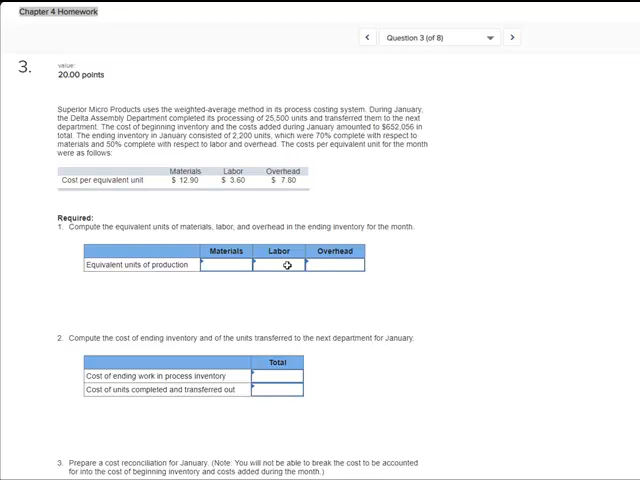 Chapter 4 Homework
Question 3 (of 8)
3.
value:
20.00 points
Superior Micro Products uses the weighted-average method in its process costing system. During January,
the Delta Assembly Department completed its processing of 25,500 units and transferred them to the next
department. The cost of beginning inventory and the costs added during January amounted to $652,056 in
total. The ending inventory in January consisted of 2,200 units, which were 70% complete with respect to
materials and 50% complete with respect to labor and overhead. The costs per equivalent unit for the month
were as follows:
Materials Labor Overhead
Cost per equivalent unit $ 12.90 $ 3.60 $ 7.80
Required:
1. Compute the equivalent units of materials, labor, and overhead in the ending inventory for the month.
Materials Labor Overhead
Equivalent units of production
2. Compute the cost of ending inventory and of the units transferred to the next department for January.
Total
Cost of ending work in process inventory
Cost of units completed and transferred out
3. Prepare a cost reconciliation for January. (Note: You will not be able to break the cost to be accounted
for into the cost of beginning inventory and costs added during the month.)